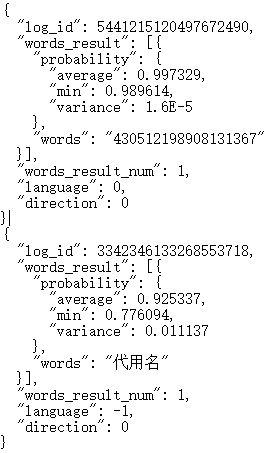 {
  "log_id": 5441215120497672490,
  "words_result": [{
    "probability": {
      "average": 0.997329,
      "min": 0.989614,
      "variance": 1.6E-5
    },
    "words": "430512198908131367"
  }],
  "words_result_num": 1,
  "language": 0,
  "direction": 0
}
{
  "log_id": 3342346133268553718,
  "words_result": [{
    "probability": {
      "average": 0.925337,
      "min": 0.776094,
      "variance": 0.011137
    },
    "words": "代用名"
  }],
  "words_result_num": 1,
  "language": -1,
  "direction": 0
}